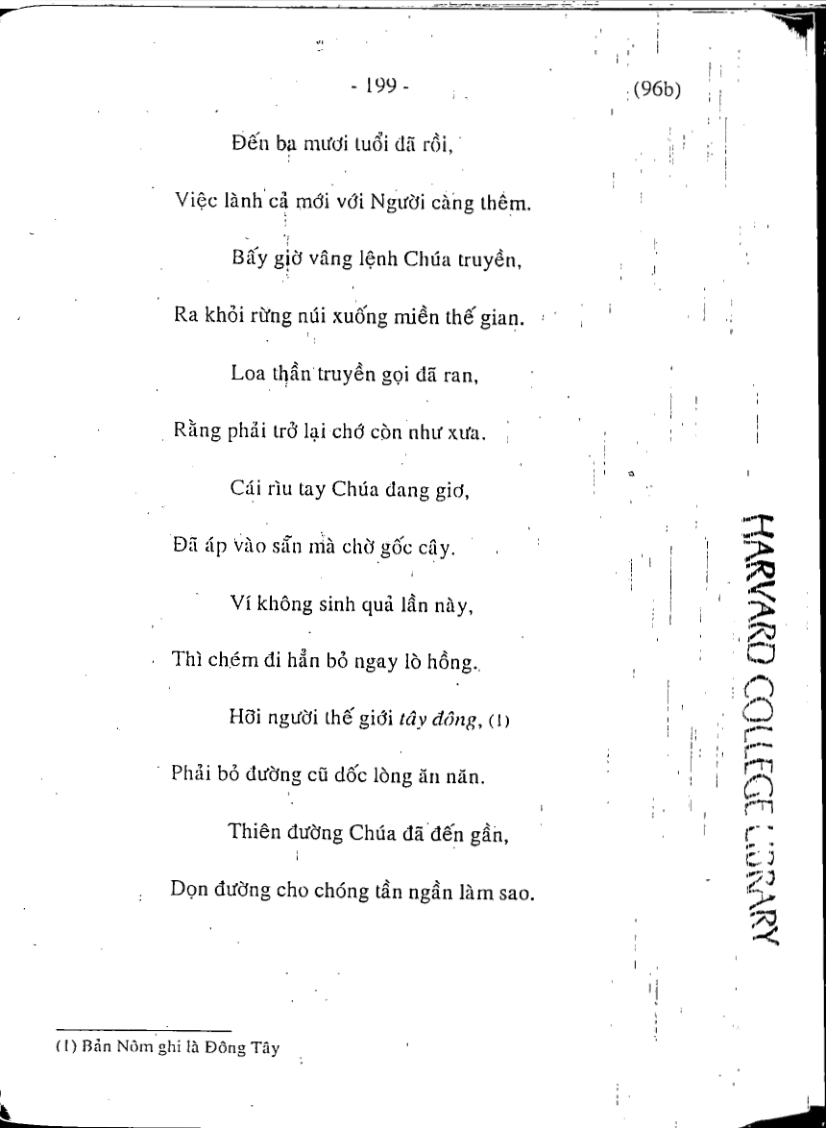 - 199 -
(96b)
Đến ba mươi tuổi đã rồi,
Việc lành cả mới với Người càng thêm.
Bấy giờ vâng lệnh Chúa truyền,
Ra khỏi rừng núi xuống miền thế gian.
Loa thần truyền gọi đã ran,
Rằng phải trở lại chớ còn như xưa.
Cái rìu tay Chúa đang giơ,
Đã áp vào sẵn mà chờ gốc cây.
Ví không sinh quả lần này,
Thì chém đi hẳn bỏ ngay lò hồng.
Hỡi người thế giới tây đông, (1)
Phải bỏ đường cũ dốc lòng ăn năn.
Thiên đường Chúa đã đến gần,
Dọn đường cho chóng tần ngần làm sao.
(1) Bản Nôm ghi là Đông Tây
HARVARD COLLEGE LIBRARY